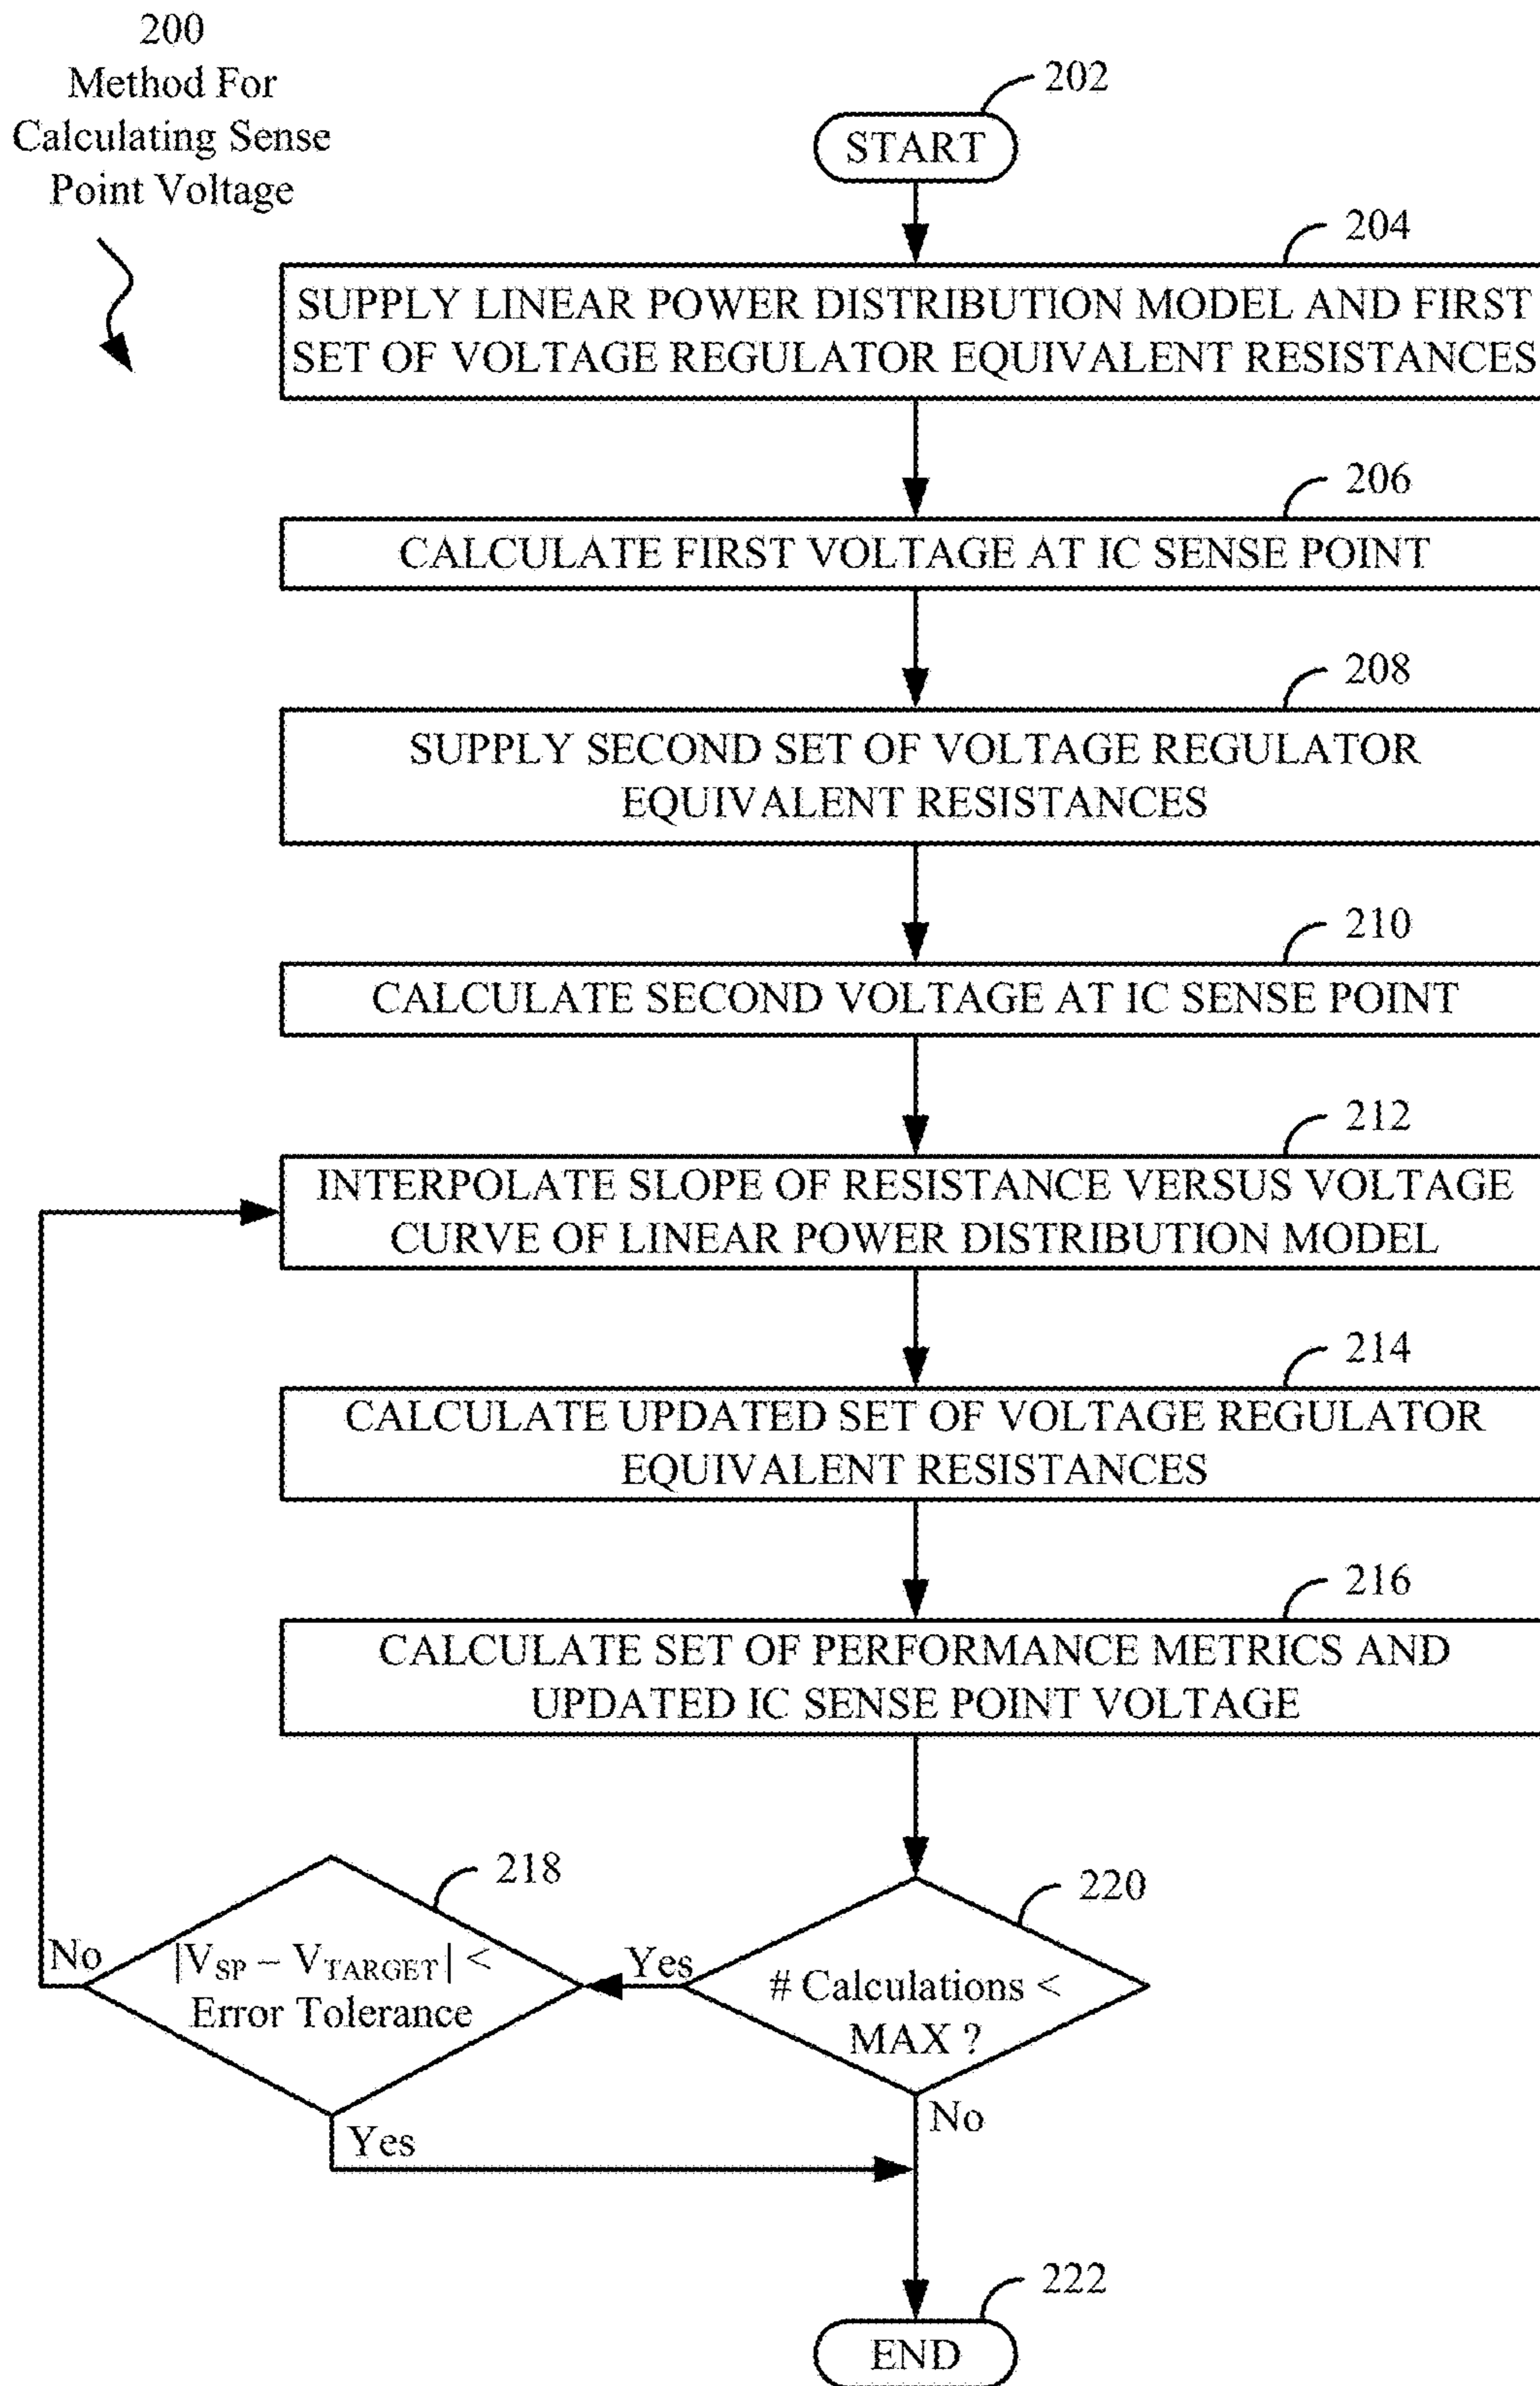 200
Method For
Calculating Sense
Point Voltage
202
START
204
SUPPLY LINEAR POWER DISTRIBUTION MODEL AND FIRST
SET OF VOLTAGE REGULATOR EQUIVALENT RESISTANCES
206
CALCULATE FIRST VOLTAGE AT IC SENSE POINT
208
SUPPLY SECOND SET OF VOLTAGE REGULATOR
EQUIVALENT RESISTANCES
210
CALCULATE SECOND VOLTAGE AT IC SENSE POINT
212
INTERPOLATE SLOPE OF RESISTANCE VERSUS VOLTAGE
CURVE OF LINEAR POWER DISTRIBUTION MODEL
214
CALCULATE UPDATED SET OF VOLTAGE REGULATOR
EQUIVALENT RESISTANCES
216
CALCULATE SET OF PERFORMANCE METRICS AND
UPDATED IC SENSE POINT VOLTAGE
218
|VSP – VTARGET| <
Error Tolerance
No
Yes
220
# Calculations <
MAX ?
Yes
No
222
END